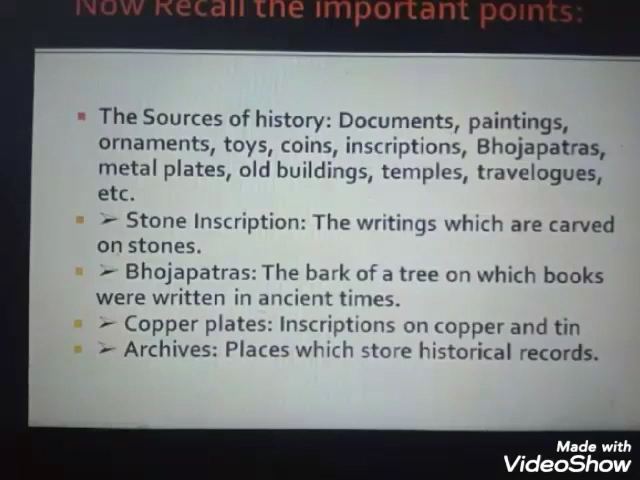 Now Recall the important points:
The Sources of history: Documents, paintings,
ornaments, toys, coins, inscriptions, Bhojapatras,
metal plates, old buildings, temples, travelogues,
etc.
➢ Stone Inscription: The writings which are carved
on stones.
➢ Bhojapatras: The bark of a tree on which books
were written in ancient times.
➢ Copper plates: Inscriptions on copper and tin
➢ Archives: Places which store historical records.
Made with
VideoShow